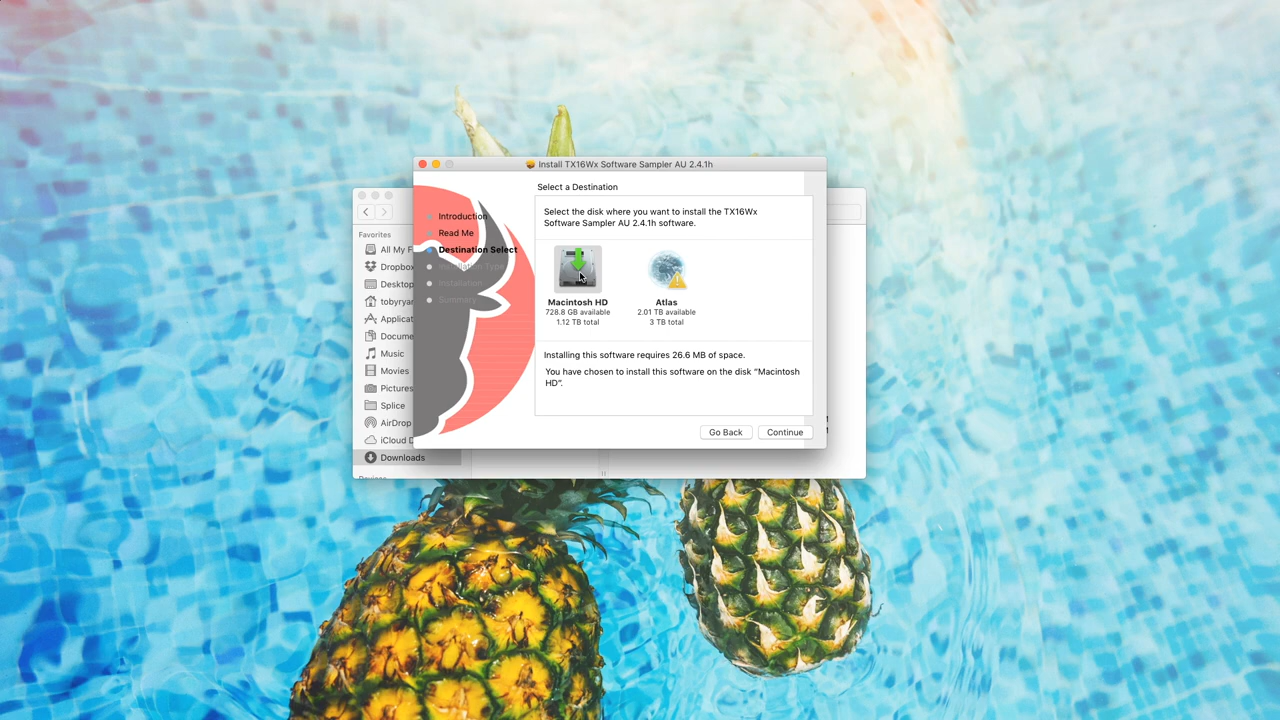 Install TX16Wx Software Sampler AU 2.4.1h
Select a Destination
Introduction
Read Me
Destination Select
Installation Type
Installation
Summary
Select the disk where you want to install the TX16Wx
Software Sampler AU 2.4.1h software.
Macintosh HD
728.8 GB available
1.12 TB total
Atlas
2.01 TB available
3 TB total
Installing this software requires 26.6 MB of space.
You have chosen to install this software on the disk “Macintosh
HD”.
Go Back
Continue
Favorites
All My F
Dropbox
Desktop
tobyryan
Applicat
Docume
Music
Movies
Pictures
Splice
AirDrop
iCloud D
Downloads